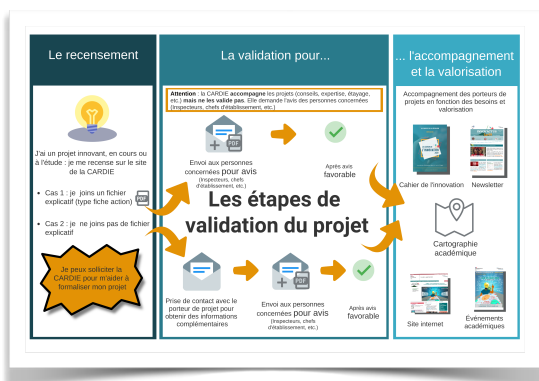 Le recensement
J'ai un projet innovant, en cours ou
à l'étude : je me recense sur le site
de la CARDIE
Cas 1 : je joins un fichier
explicatif (type fiche action)
PDF
Cas 2 : je ne joins pas de fichier
explicatif
Je peux solliciter la
CARDIE pour m'aider à
formaliser mon projet
La validation pour...
Attention : la CARDIE accompagne les projets (conseils, expertise, étayage,
etc.) mais ne les valide pas. Elle demande l'avis des personnes concernées
(inspecteurs, chefs d'établissement, etc.)
PDF
Envoi aux personnes
concernées pour avis
(Inspecteurs, chefs
d'établissement, etc.)
Après avis
favorable
Les étapes de
validation du projet
Prise de contact avec le
porteur de projet pour
obtenir des informations
complémentaires
PDF
Envoi aux personnes
concernées pour avis
(Inspecteurs, chefs
d'établissement, etc.)
Après avis
favorable
... l'accompagnement
et la valorisation
Accompagnement des porteurs de
projets en fonction des besoins et
valorisation
Cahier de l'innovation
Newsletter
Cartographie
académique
Site internet
Événements
académiques